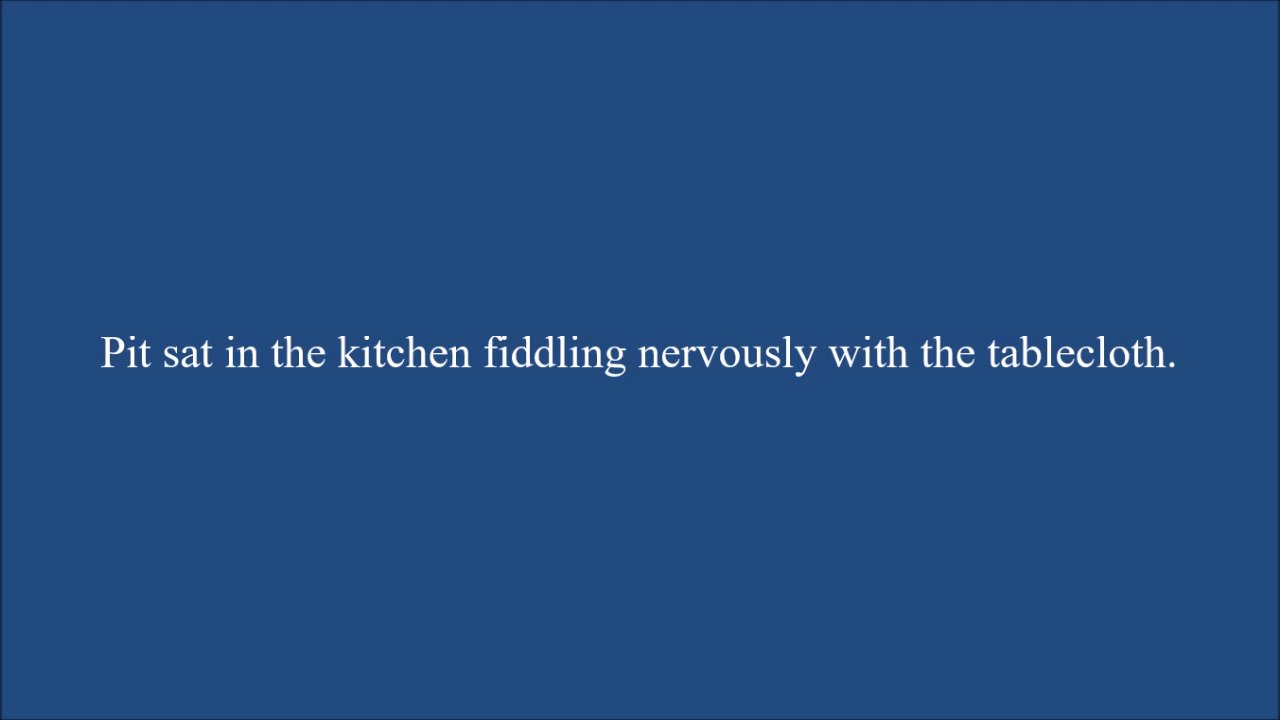 Pit sat in the kitchen fiddling nervously with the tablecloth.